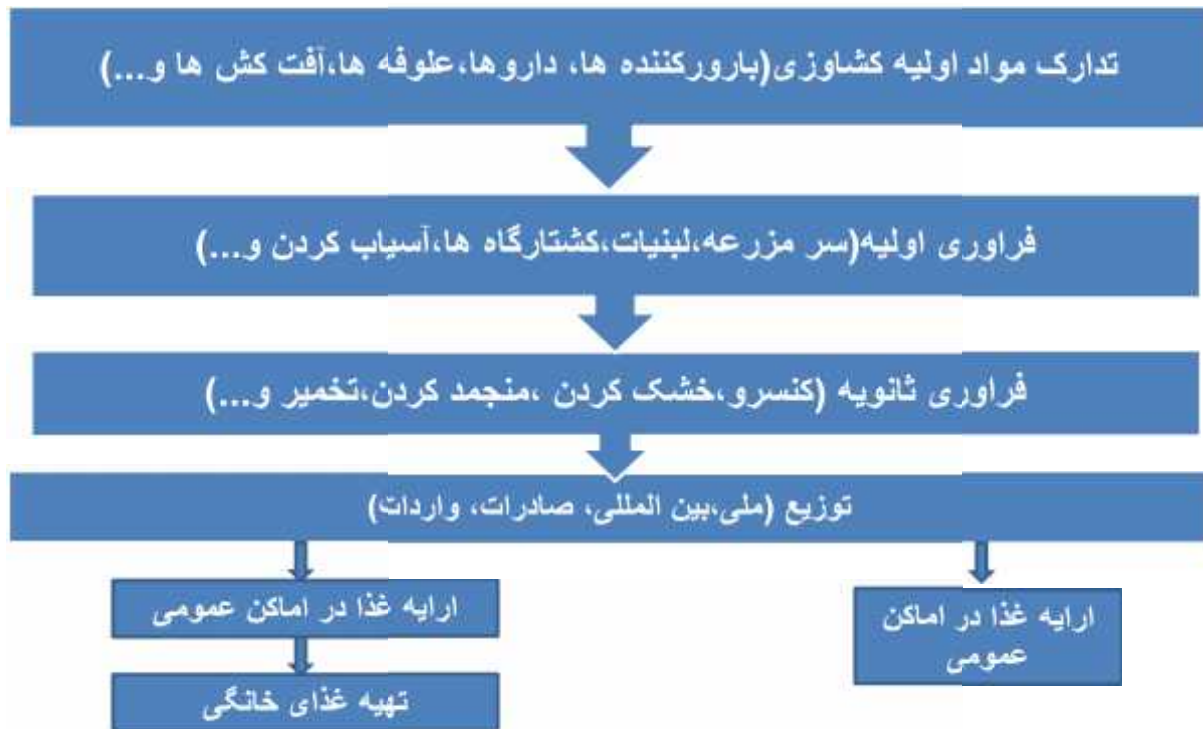 تدارک مواد اولیه کشاوزی(بارورکننده ها، داروها،علوفه ها،آفت کش ها و...)
فراوری اولیه(سر مزرعه،لبنیات،کشتارگاه ها،آسیاب کردن و...)
فراوری ثانویه (کنسرو،خشک کردن ،منجمد کردن،تخمیر و...)
توزیع (ملی،بین المللی، صادرات، واردات)
ارایه غذا در اماکن
عمومی
ارایه غذا در اماکن عمومی
تهیه غذای خانگی